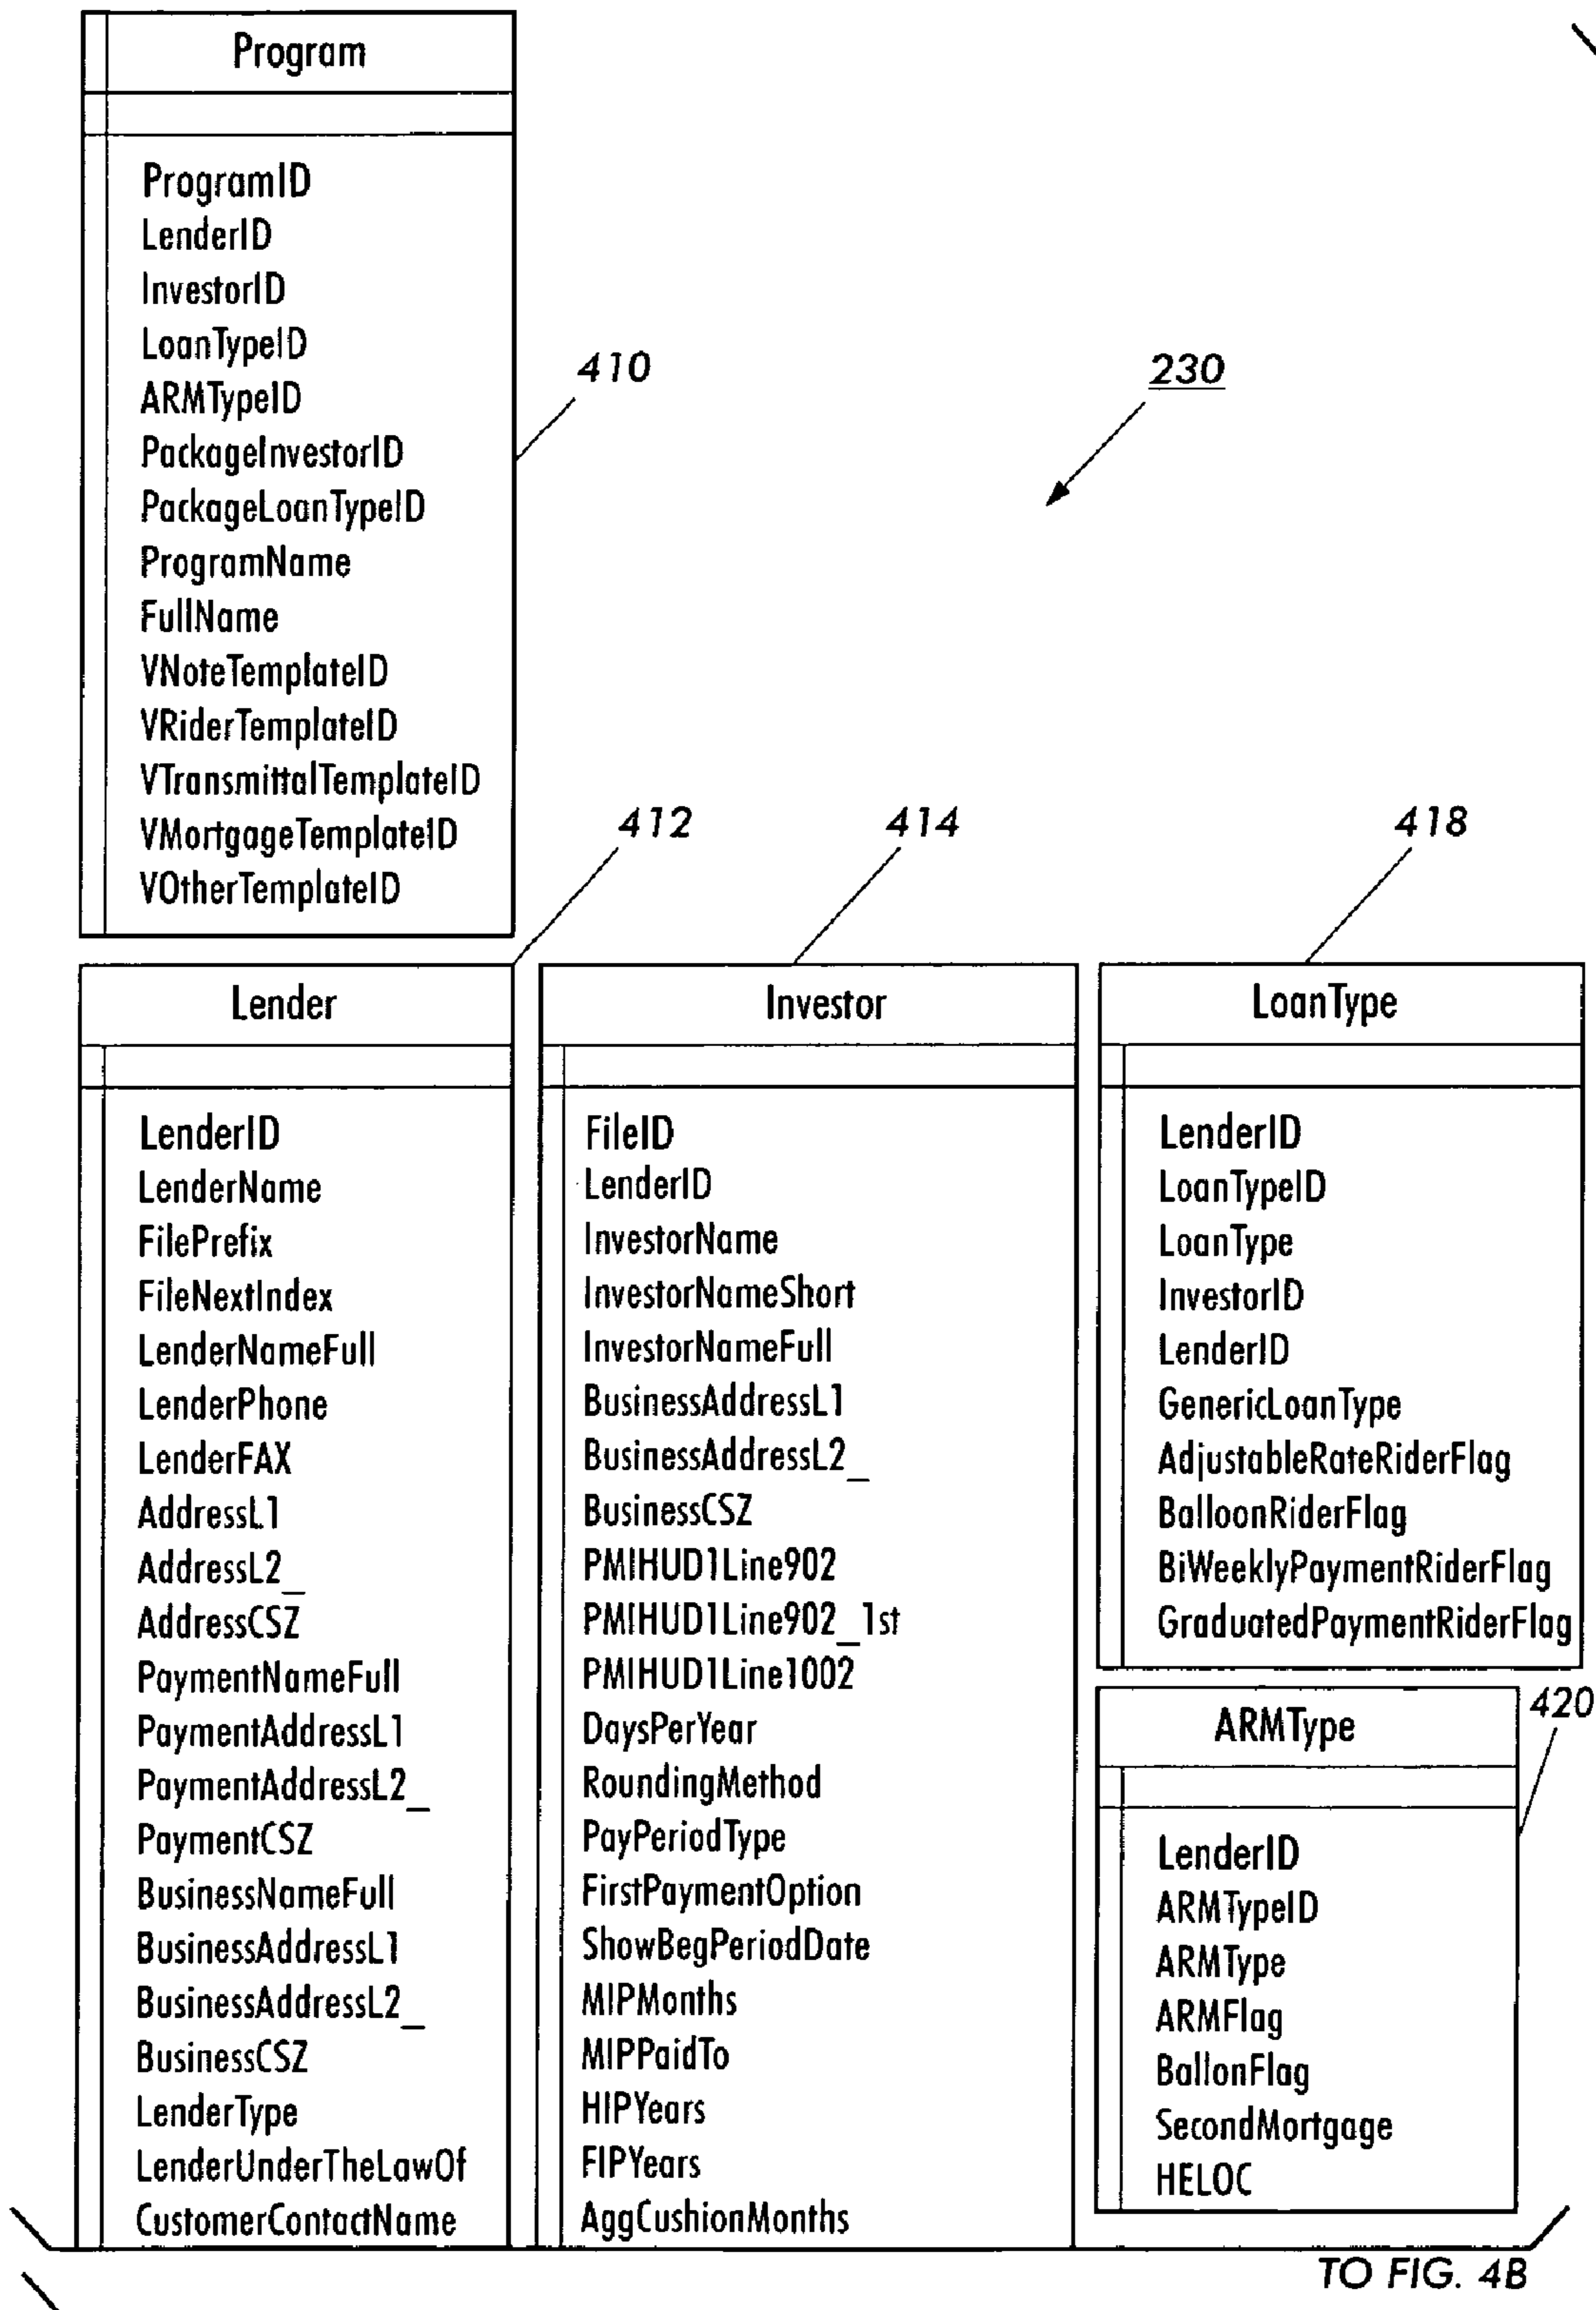 Program
ProgramID
LenderID
InvestorID
LoanTypeID
ARMTypeID
PackageInvestorID
PackageLoanTypeID
ProgramName
FullName
VNoteTemplateID
VRiderTemplateID
VTransmittalTemplateID
VMortgageTemplateID
VOtherTemplateID
410
230
412
414
418
Lender
LenderID
LenderName
FilePrefix
FileNextIndex
LenderNameFull
LenderPhone
LenderFAX
AddressL1
AddressL2_
AddressCSZ
PaymentNameFull
PaymentAddressL1
PaymentAddressL2_
PaymentCSZ
BusinessNameFull
BusinessAddressL1
BusinessAddressL2_
BusinessCSZ
LenderType
LenderUnderTheLawOf
CustomerContactName
Investor
FileID
LenderID
InvestorName
InvestorNameShort
InvestorNameFull
BusinessAddressL1
BusinessAddressL2_
BusinessCSZ
PMIHUD1Line902
PMIHUD1Line902_1st
PMIHUD1Line1002
DaysPerYear
RoundingMethod
PayPeriodType
FirstPaymentOption
ShowBegPeriodDate
MIPMonths
MIPPaidTo
HIPYears
FIPYears
AggCushionMonths
LoanType
LenderID
LoanTypeID
LoanType
InvestorID
LenderID
GenericLoanType
AdjustableRateRiderFlag
BalloonRiderFlag
BiWeeklyPaymentRiderFlag
GraduatedPaymentRiderFlag
420
ARMType
LenderID
ARMTypeID
ARMType
ARMFlag
BallonFlag
SecondMortgage
HELOC
TO FIG. 4B